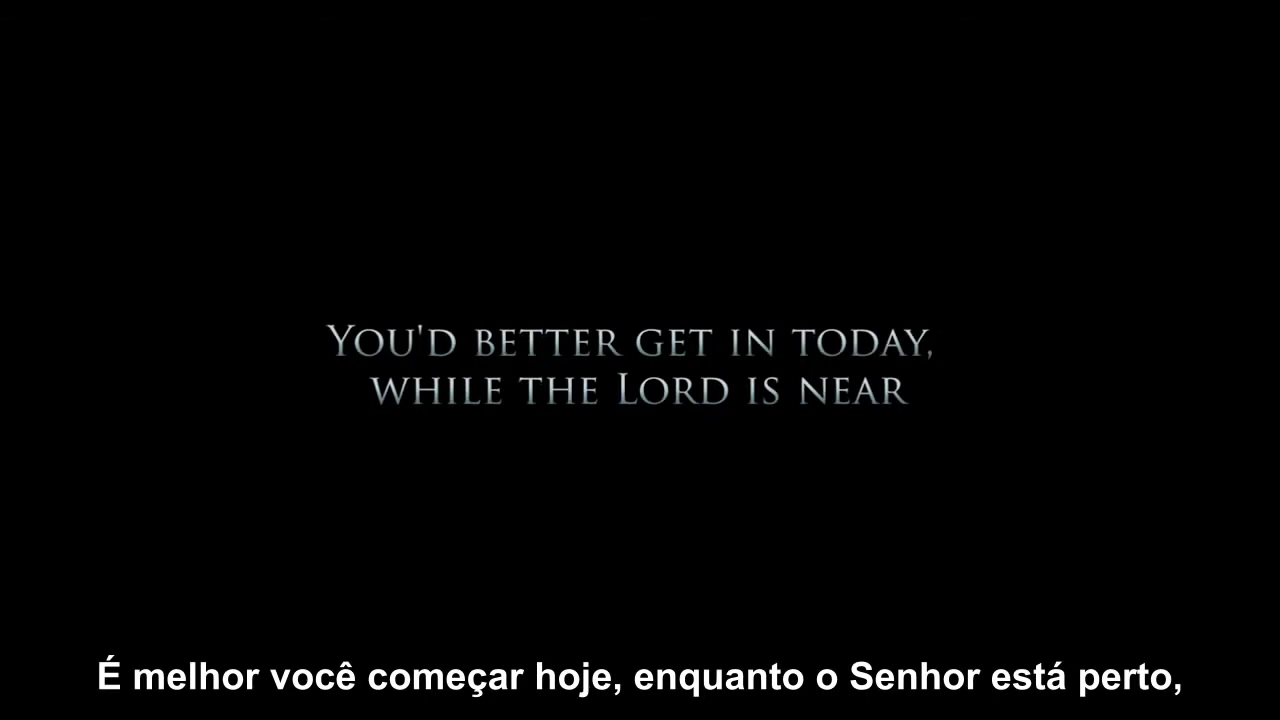 You'd better get in today,
while the Lord is near
É melhor você começar hoje, enquanto o Senhor está perto,